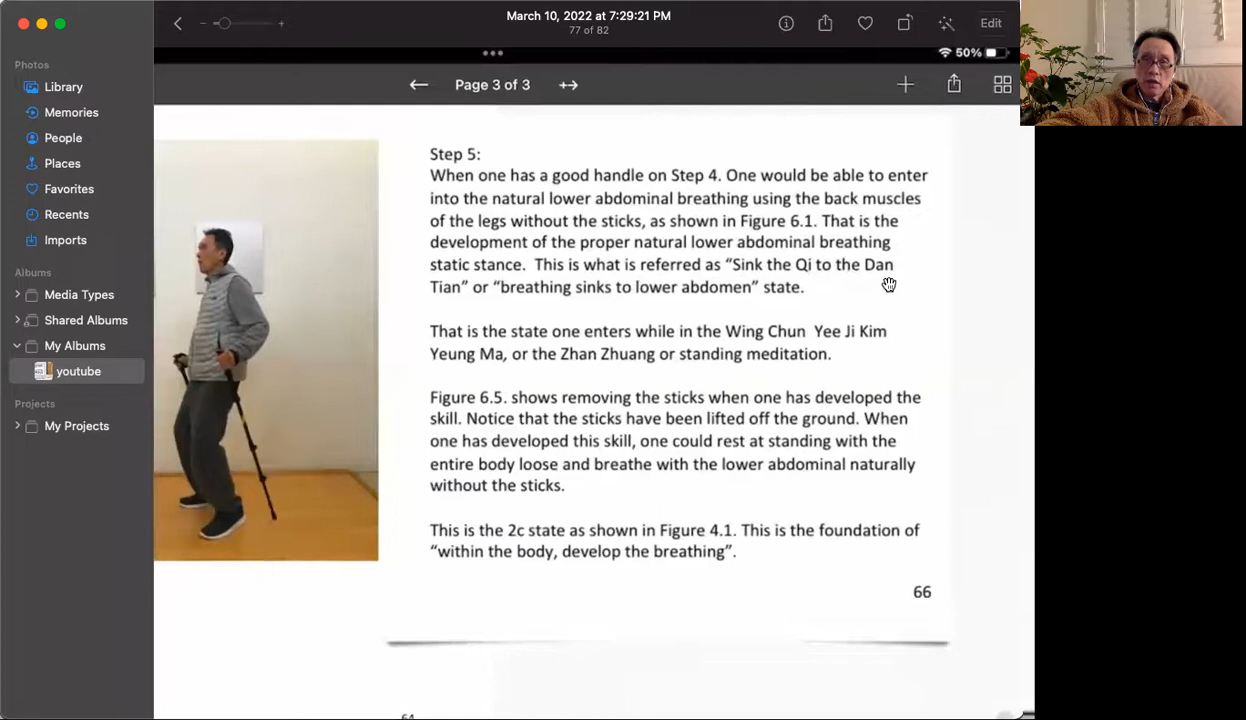 March 10, 2022 at 7:29:21 PM
77 of 82
Edit
50%
Page 3 of 3
Photos
Library
Memories
People
Places
Favorites
Recents
Imports
Albums
Media Types
Shared Albums
My Albums
youtube
Projects
My Projects
Step 5:
When one has a good handle on Step 4. One would be able to enter
into the natural lower abdominal breathing using the back muscles
of the legs without the sticks, as shown in Figure 6.1. That is the
development of the proper natural lower abdominal breathing
static stance.  This is what is referred as “Sink the Qi to the Dan
Tian” or “breathing sinks to lower abdomen” state.
That is the state one enters while in the Wing Chun  Yee Ji Kim
Yeung Ma, or the Zhan Zhuang or standing meditation.
Figure 6.5. shows removing the sticks when one has developed the
skill. Notice that the sticks have been lifted off the ground. When
one has developed this skill, one could rest at standing with the
entire body loose and breathe with the lower abdominal naturally
without the sticks.
This is the 2c state as shown in Figure 4.1. This is the foundation of
“within the body, develop the breathing”.
66